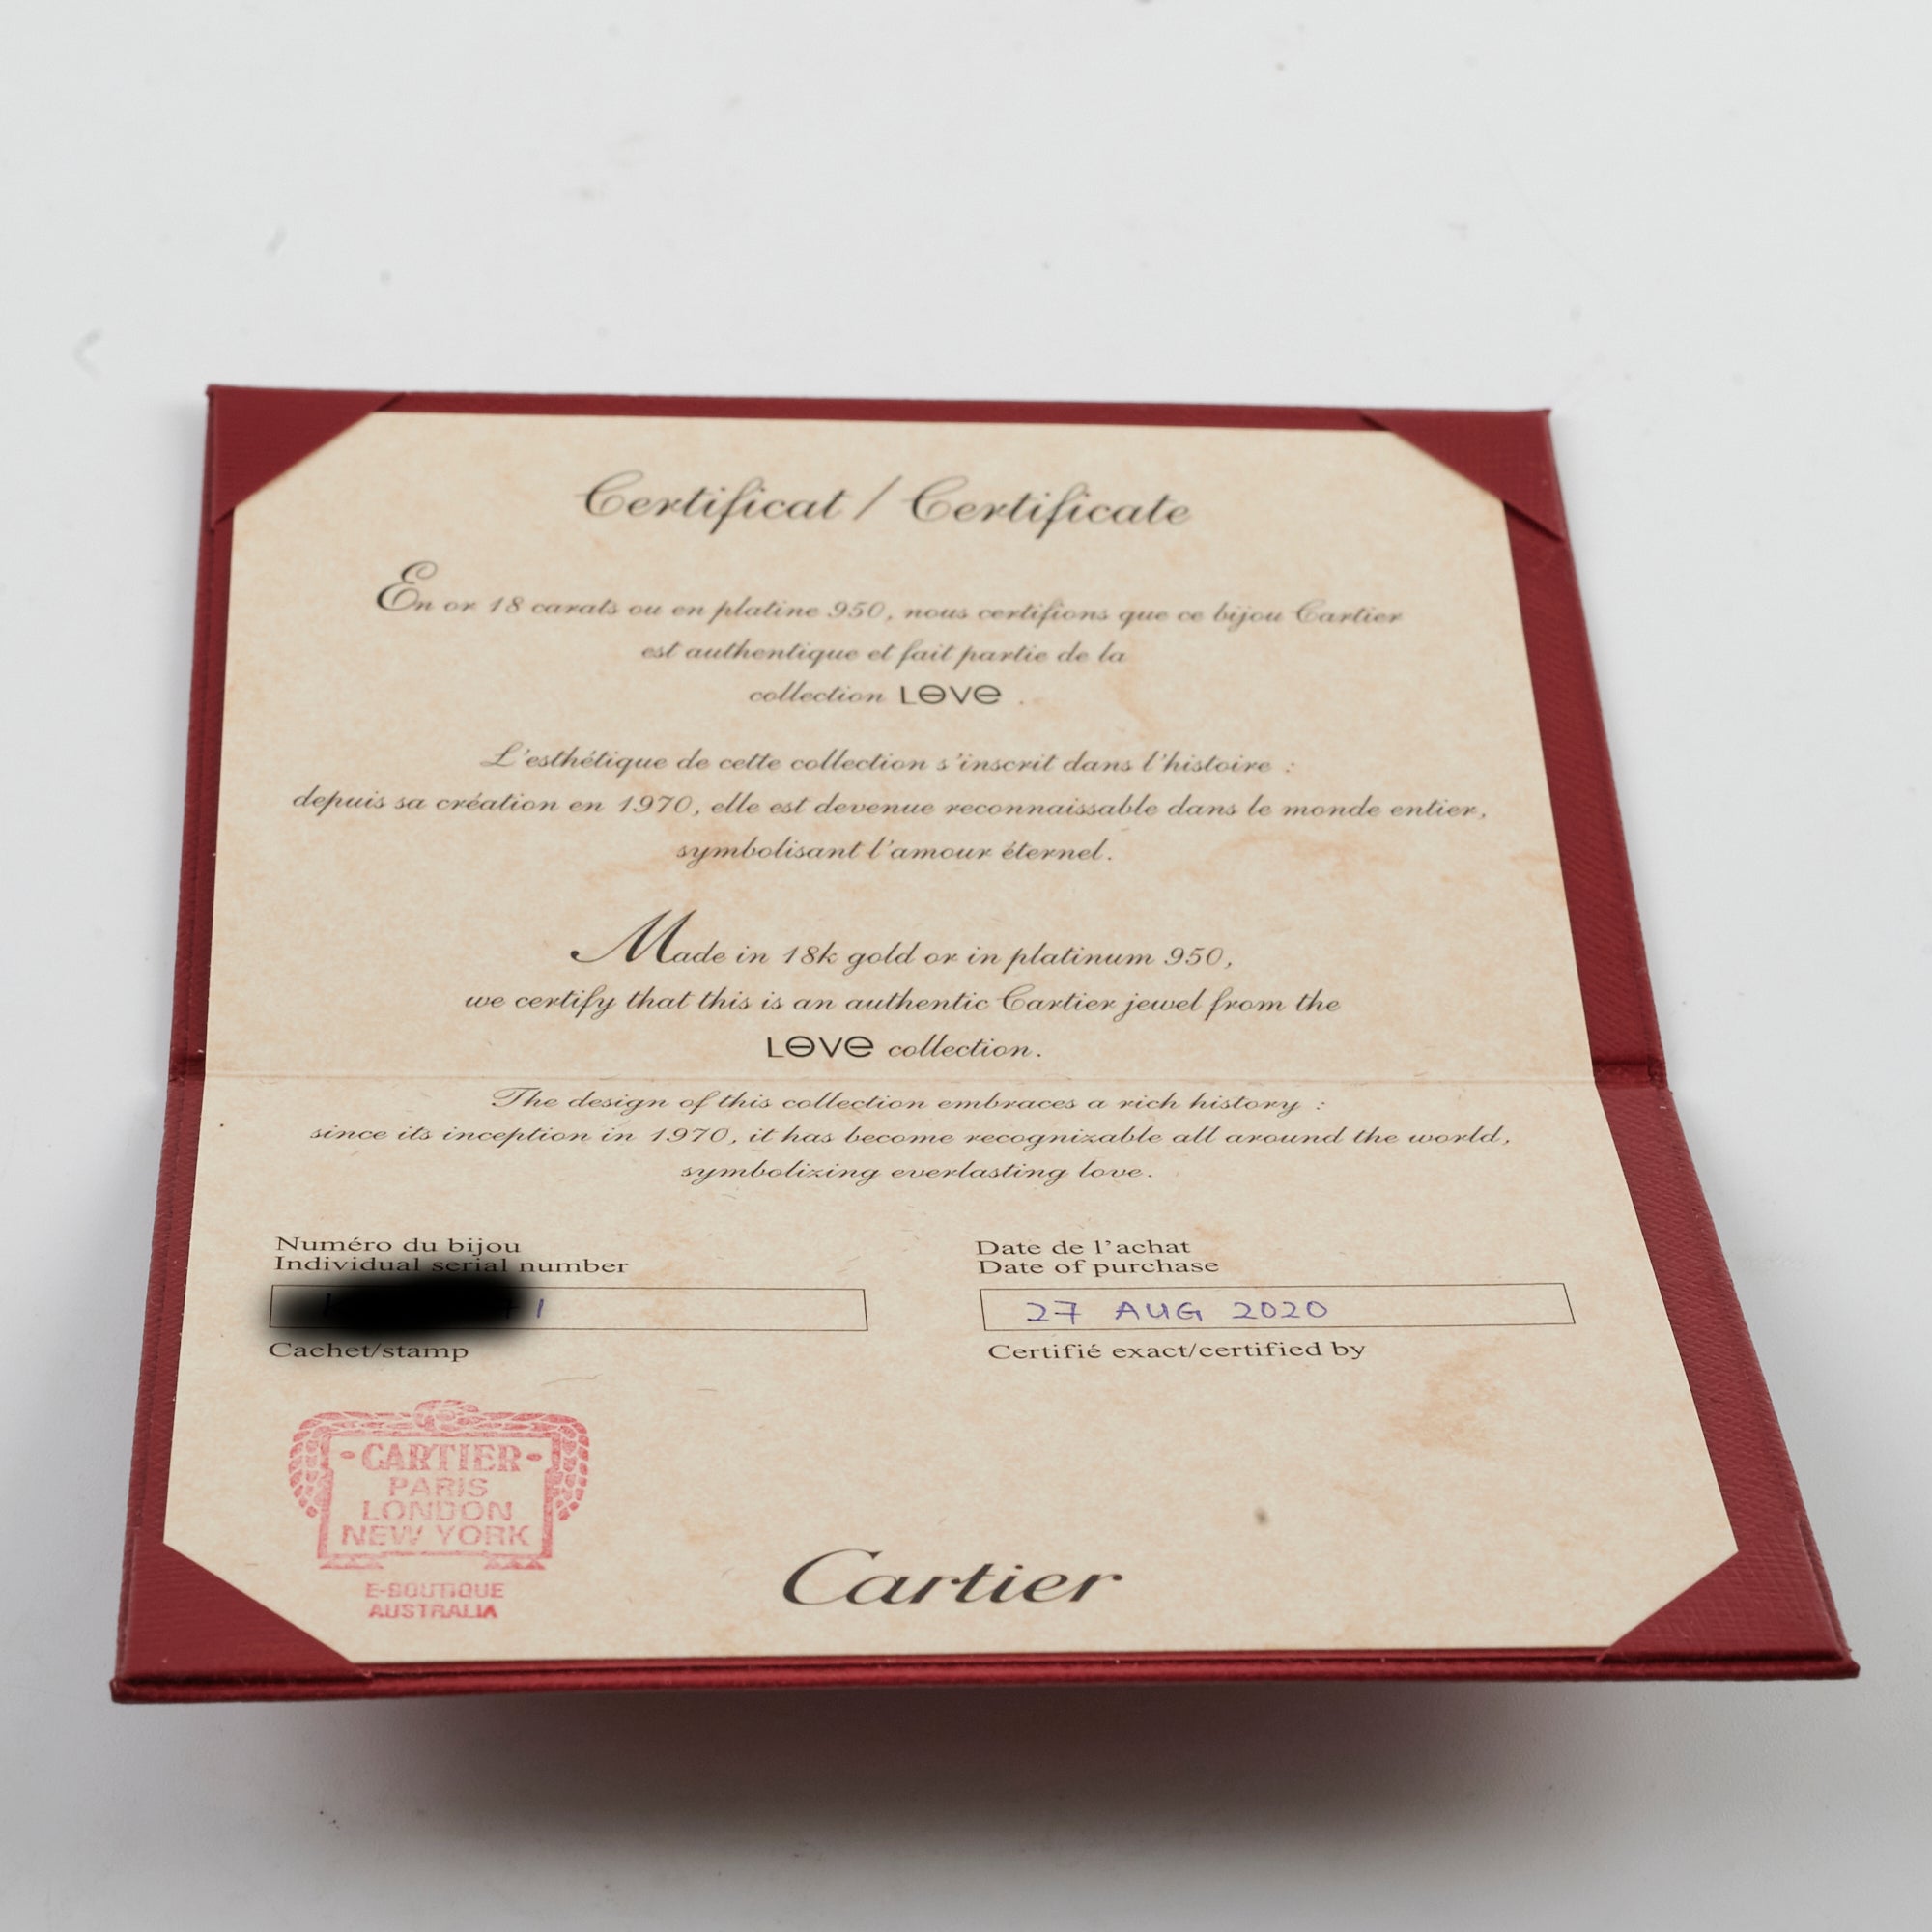 Certificat / Certificate
En or 18 carats ou en platine 950, nous certifions que ce bijou Cartier
est authentique et fait partie de la
collection LOVE .
L'esthétique de cette collection s'inscrit dans l'histoire :
depuis sa création en 1970, elle est devenue reconnaissable dans le monde entier,
symbolisant l'amour éternel.
Made in 18k gold or in platinum 950,
we certify that this is an authentic Cartier jewel from the
LOVE collection.
The design of this collection embraces a rich history :
since its inception in 1970, it has become recognizable all around the world,
symbolizing everlasting love.
Numéro du bijou
Individual serial number
Date de l'achat
Date of purchase
27 AUG 2020
Cachet/stamp
Certifié exact/certified by
-CARTIER-
PARIS
LONDON
NEW YORK
E-BOUTIQUE
AUSTRALIA
Cartier